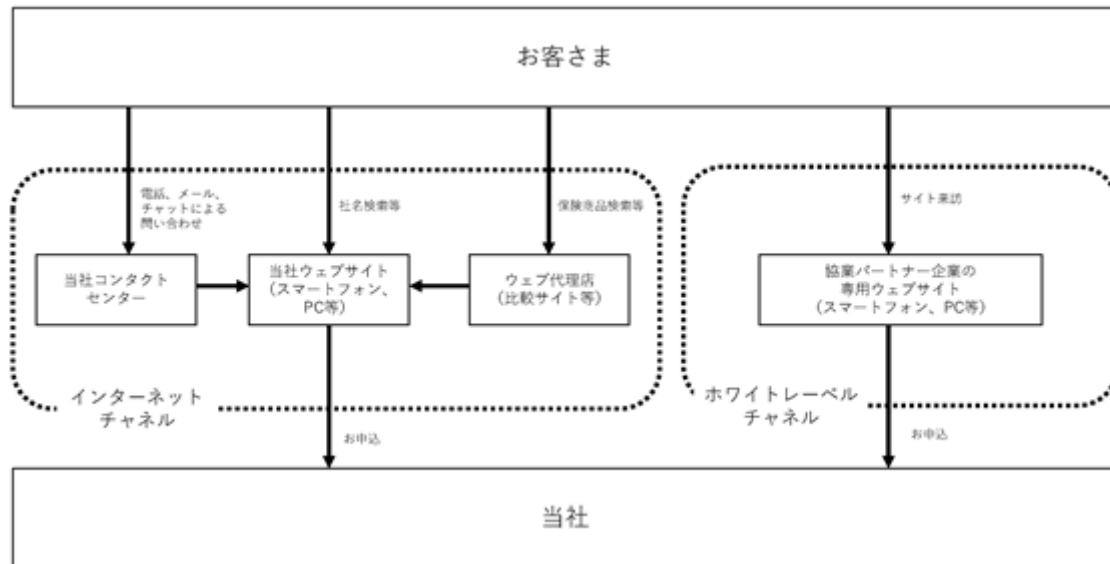 お客さま
電話、メール、
チャットによる
問い合わせ
社名検索等
保険商品検索等
サイト来訪
当社コンタクト
センター
当社ウェブサイト
(スマートフォン、
PC等)
ウェブ代理店
(比較サイト等)
協業パートナー企業の
専用ウェブサイト
(スマートフォン、PC等)
インターネット
チャネル
ホワイトレーベル
チャネル
お申込
お申込
当社